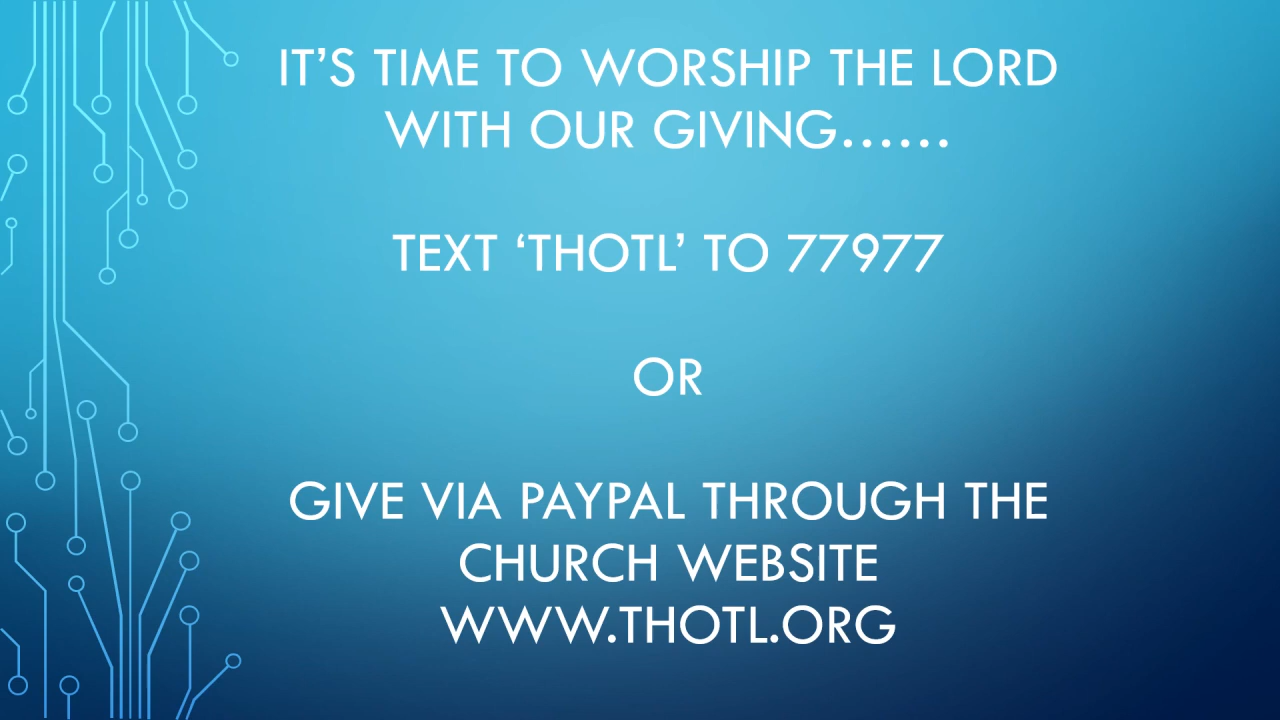 IT’S TIME TO WORSHIP THE LORD
WITH OUR GIVING……
TEXT ‘THOTL’ TO 77977
OR
GIVE VIA PAYPAL THROUGH THE
CHURCH WEBSITE
WWW.THOTL.ORG